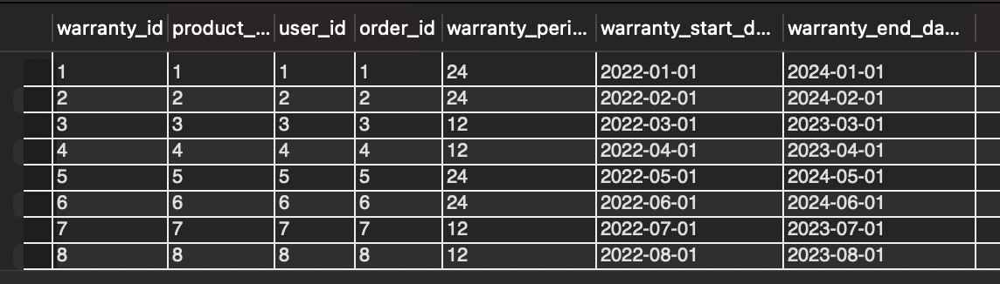 warranty_id product_... user_id order_id warranty_peri... warranty_start_d... warranty_end_da...
1 1 1 1 24 2022-01-01 2024-01-01
2 2 2 2 24 2022-02-01 2024-02-01
3 3 3 3 12 2022-03-01 2023-03-01
4 4 4 4 12 2022-04-01 2023-04-01
5 5 5 5 24 2022-05-01 2024-05-01
6 6 6 6 24 2022-06-01 2024-06-01
7 7 7 7 12 2022-07-01 2023-07-01
8 8 8 8 12 2022-08-01 2023-08-01